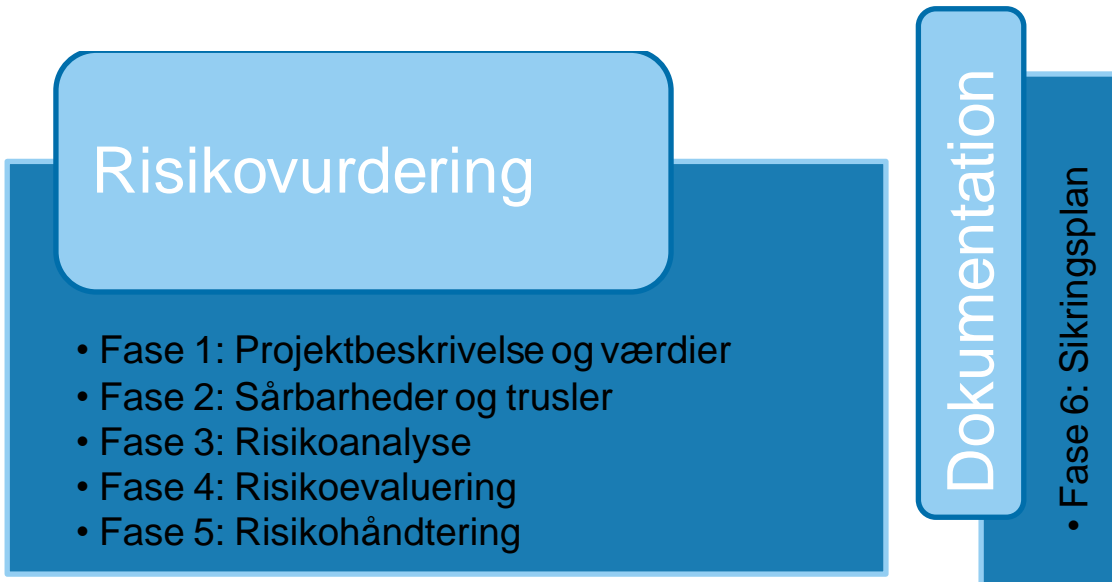 Risikovurdering
• Fase 1: Projektbeskrivelse og værdier
• Fase 2: Sårbarheder og trusler
• Fase 3: Risikoanalyse
• Fase 4: Risikoevaluering
• Fase 5: Risikohåndtering
Dokumentation
• Fase 6: Sikringsplan